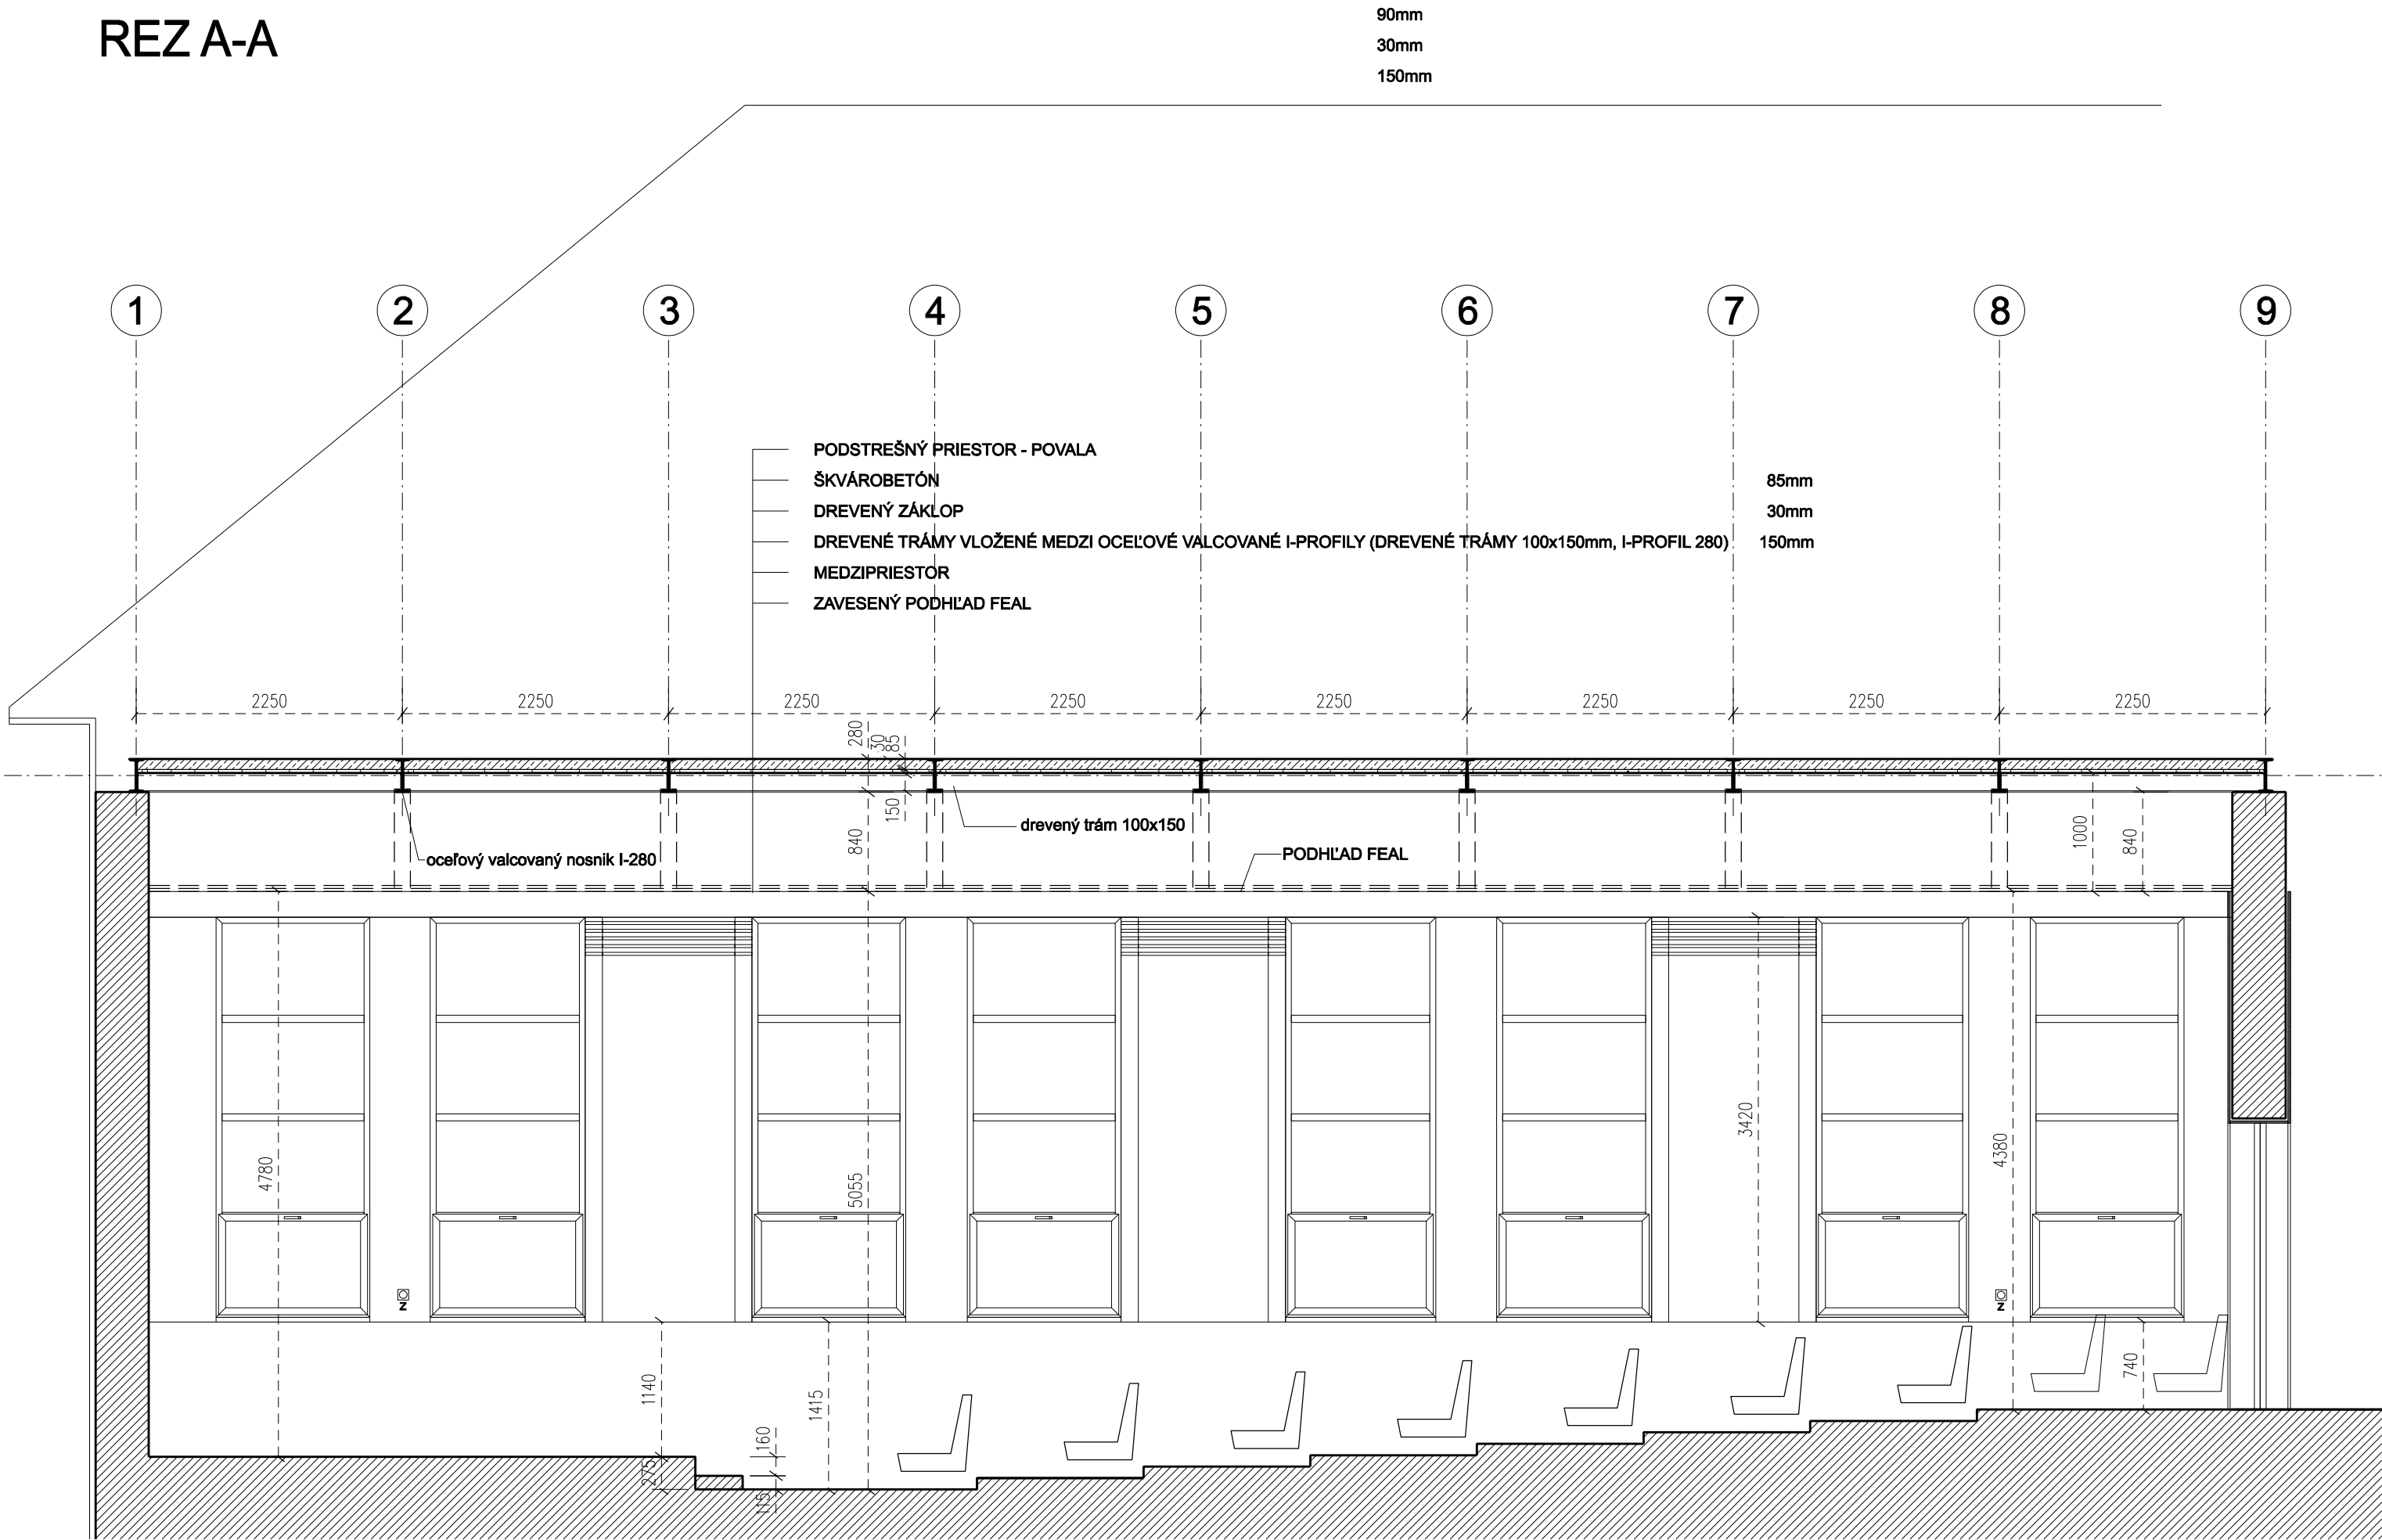 REZ A-A
90mm
30mm
150mm
1 2 3 4 5 6 7 8 9
PODSTREŠNÝ PRIESTOR - POVALA
ŠKVÁROBETÓN 85mm
DREVENÝ ZÁKLOP 30mm
DREVENÉ TRÁMY VLOŽENÉ MEDZI OCEĽOVÉ VALCOVANÉ I-PROFILY (DREVENÉ TRÁMY 100x150mm, I-PROFIL 280) 150mm
MEDZIPRIESTOR
ZAVESENÝ PODHĽAD FEAL
2250 2250 2250 2250 2250 2250 2250 2250
280
30
85
150
840
drevený trám 100x150
oceľový valcovaný nosnik I-280
PODHĽAD FEAL
1000
840
4780
5055
3420
4380
Z
Z
1140
1415
740
160
275
115